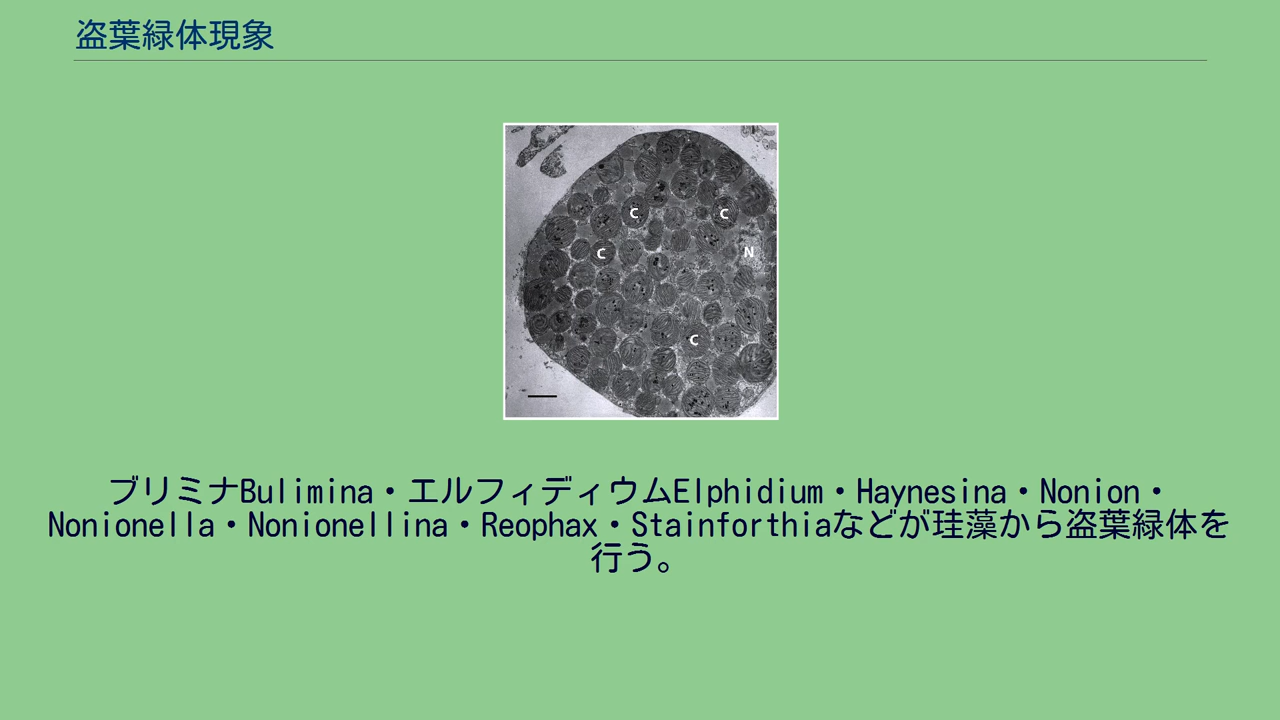 盗葉緑体現象
C
C
C
N
C
ブリミナBulimina・エルフィディウムElphidium・Haynesina・Nonion・
Nonionella・Nonionellina・Reophax・Stainforthiaなどが珪藻から盗葉緑体を
行う。